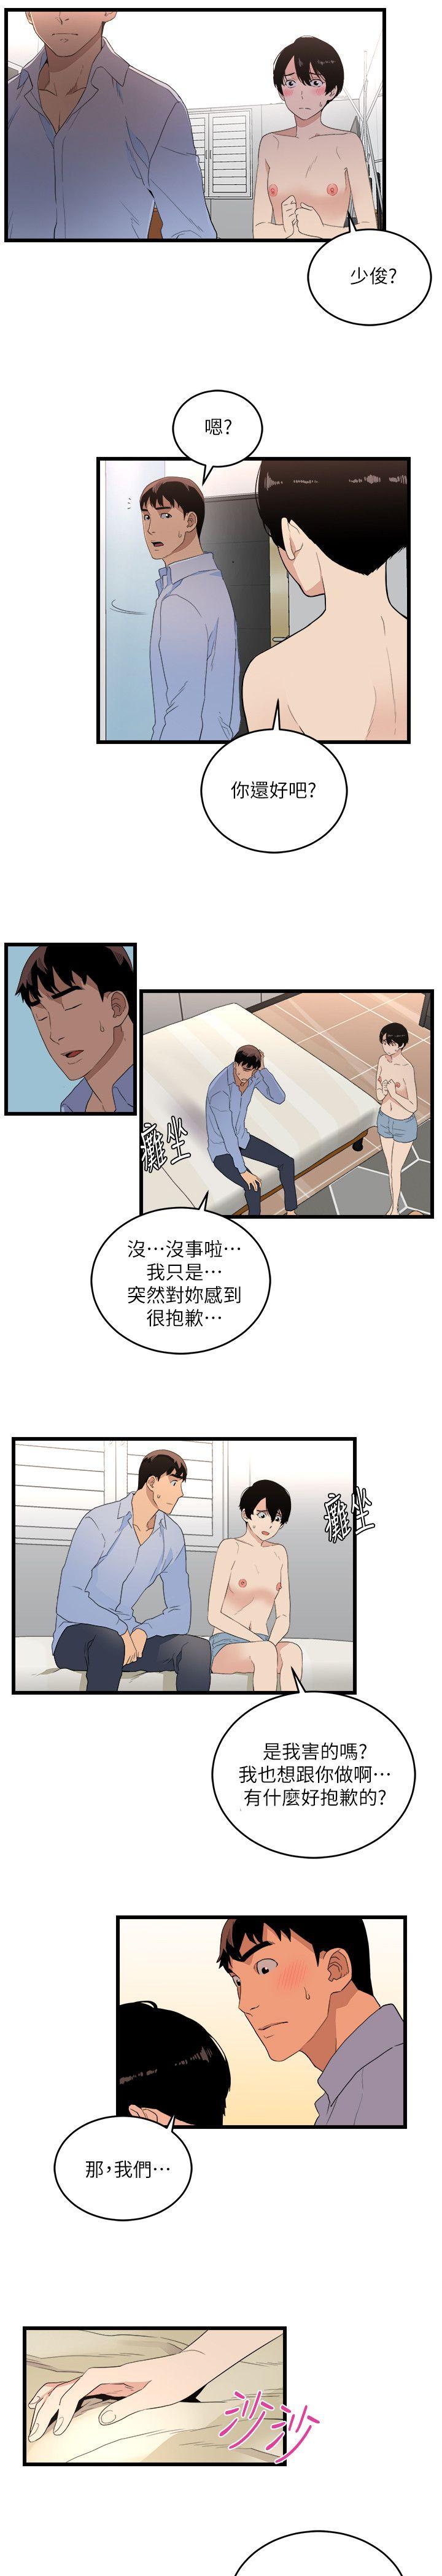 少俊?
嗯?
你還好吧?
癱坐
沒⋯沒事啦⋯
我只是⋯
突然對妳感到
很抱歉⋯
癱坐
是我害的嗎?
我也想跟你做啊⋯
有什麼好抱歉的?
那,我們⋯
沙沙